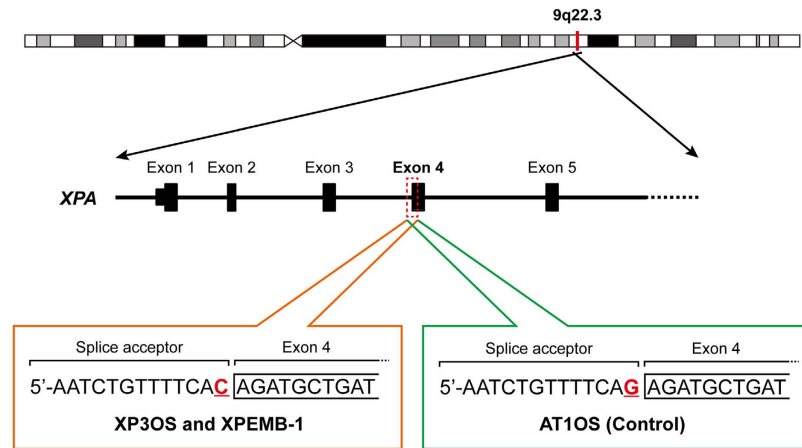 9q22.3
Exon 1 Exon 2 Exon 3 Exon 4 Exon 5
XPA
Splice acceptor Exon 4
5'-AATCTGTTTTCAC AGATGCTGAT
XP3OS and XPEMB-1
Splice acceptor Exon 4
5'-AATCTGTTTTCAG AGATGCTGAT
AT1OS (Control)